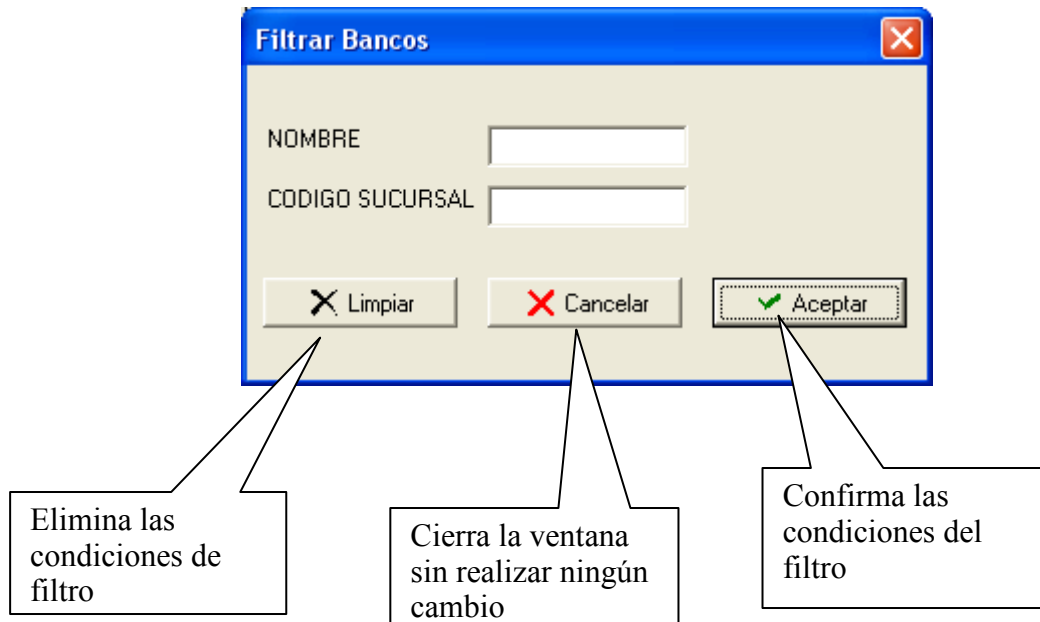 Filtrar Bancos
NOMBRE
CODIGO SUCURSAL
Limpiar
Cancelar
Aceptar
Elimina las
condiciones de
filtro
Cierra la ventana
sin realizar ningún
cambio
Confirma las
condiciones del
filtro